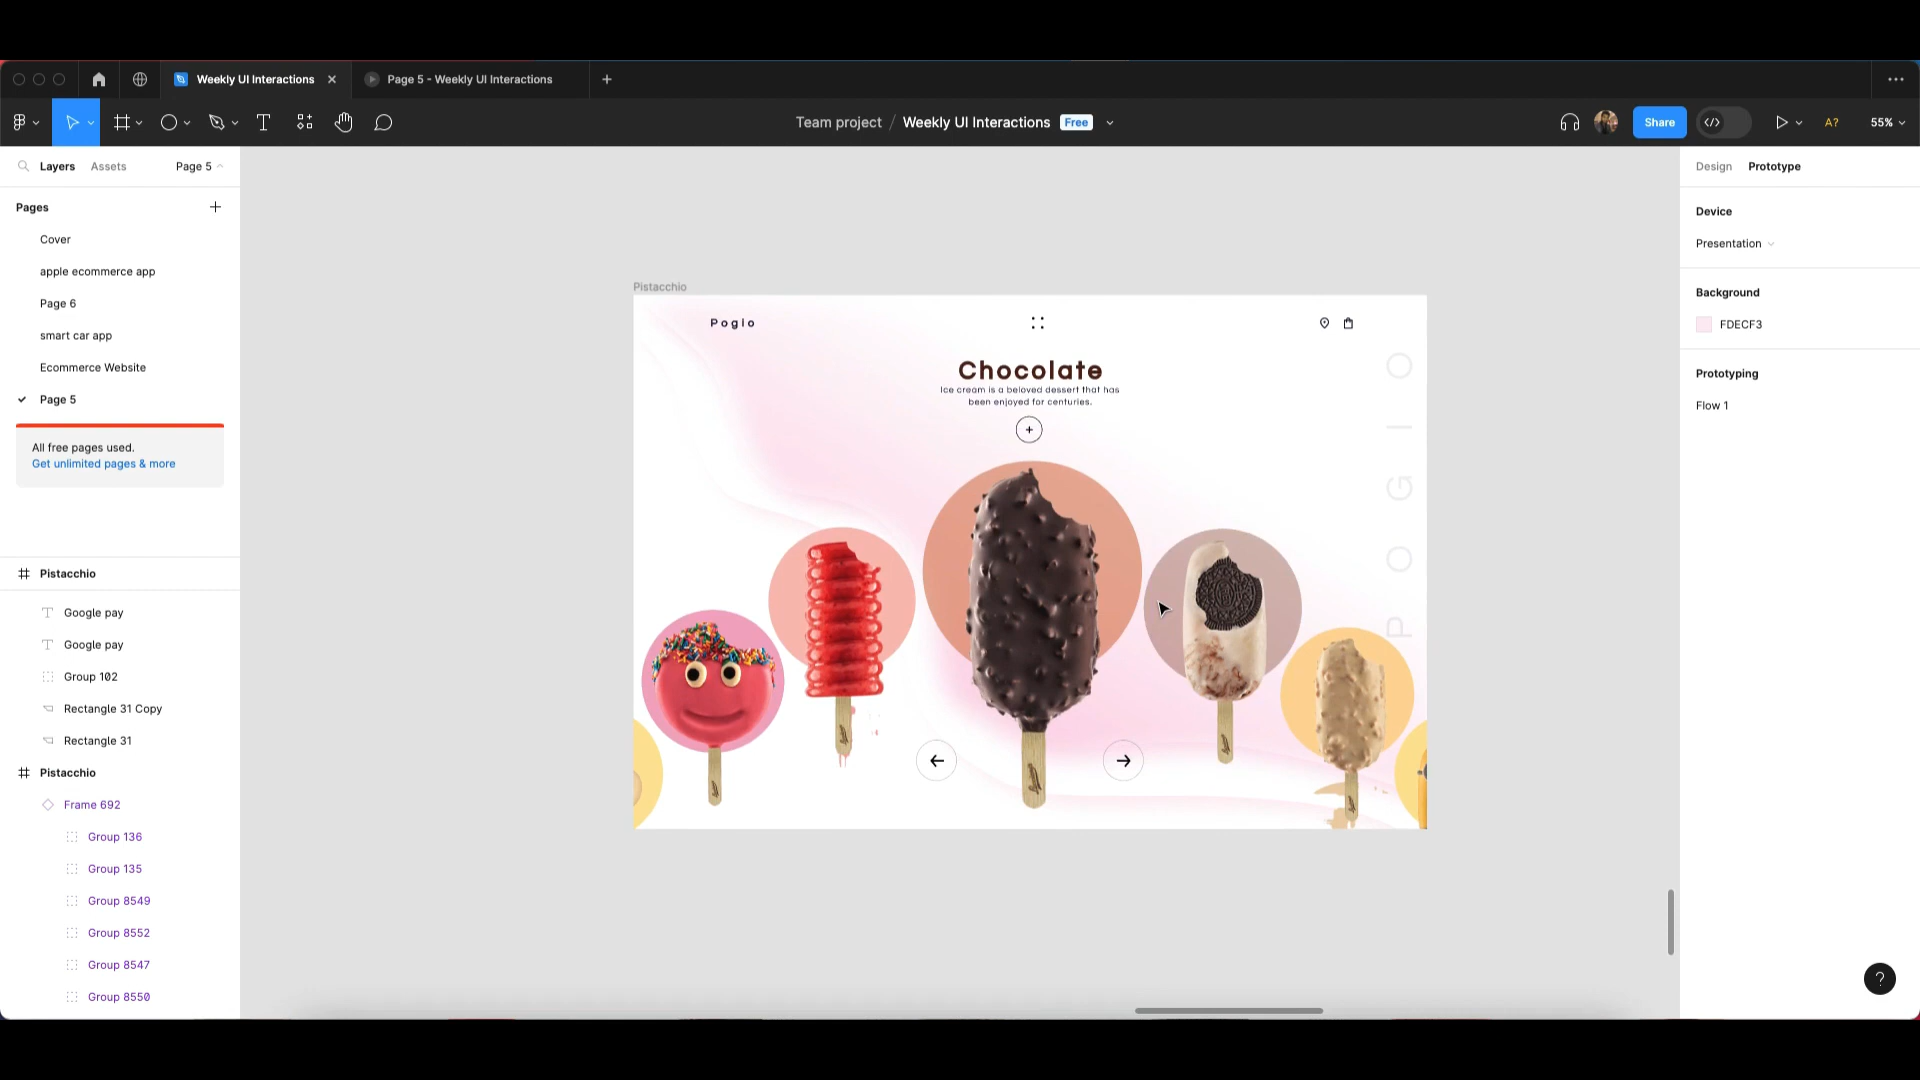 Weekly UI Interactions
Page 5 - Weekly UI Interactions
Team project / Weekly UI Interactions Free
Share
A?
55%
Layers Assets Page 5
Pages
Cover
apple ecommerce app
Page 6
smart car app
Ecommerce Website
Page 5
All free pages used.
Get unlimited pages & more
Pistacchio
Google pay
Google pay
Group 102
Rectangle 31 Copy
Rectangle 31
Pistacchio
Frame 692
Group 136
Group 135
Group 8549
Group 8552
Group 8547
Group 8550
Pistacchio
Pogio
Chocolate
Ice cream is a beloved dessert that has
been enjoyed for centuries.
POGIO
Design Prototype
Device
Presentation
Background
FDECF3
Prototyping
Flow 1
?